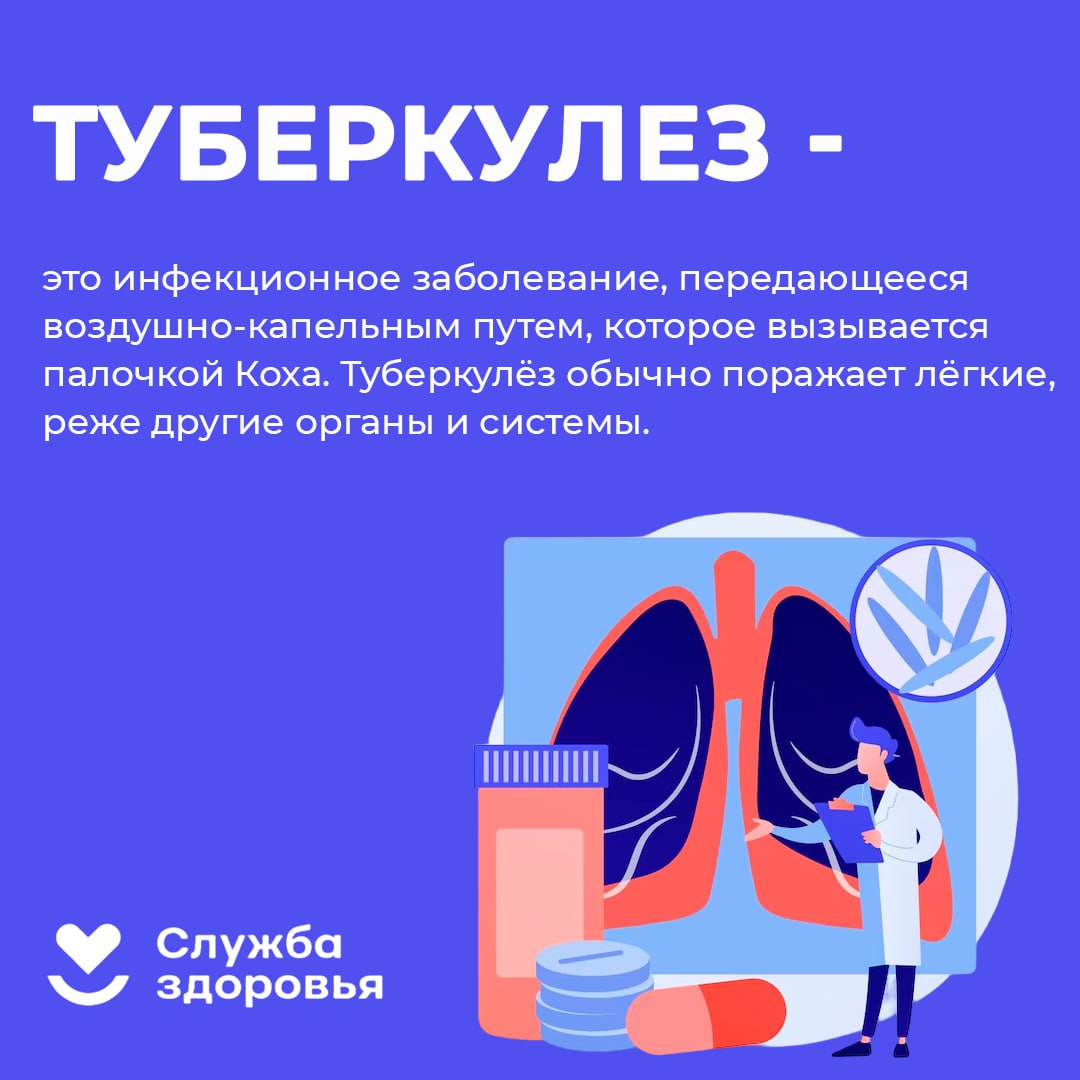 ТУБЕРКУЛЕЗ -
это инфекционное заболевание, передающееся
воздушно-капельным путем, которое вызывается
палочкой Коха. Туберкулёз обычно поражает лёгкие,
реже другие органы и системы.
Служба
здоровья